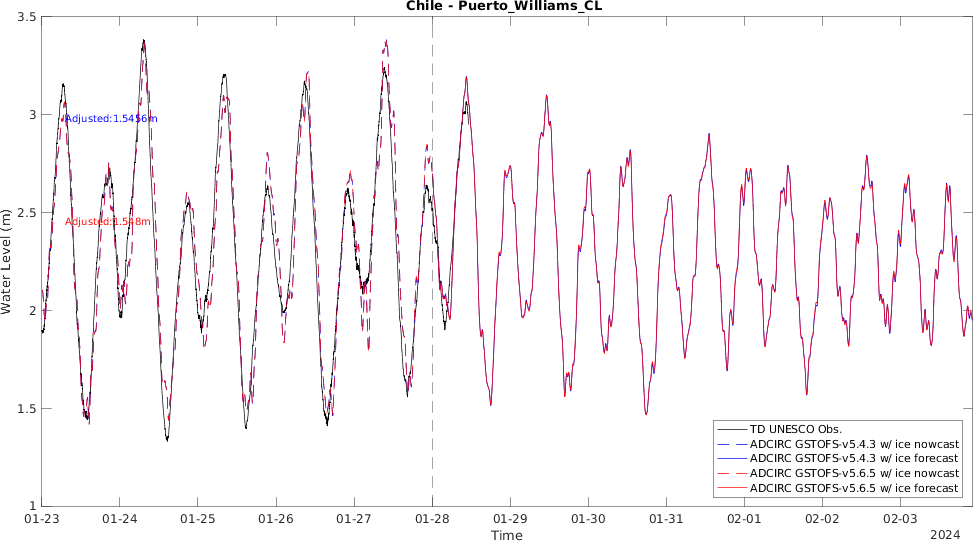 Chile - Puerto_Williams_CL
3.5
3
2.5
2
1.5
1
Water Level (m)
Adjusted:1.5456m
Adjusted:1.548m
TD UNESCO Obs.
ADCIRC GSTOFS-v5.4.3 w/ ice nowcast
ADCIRC GSTOFS-v5.4.3 w/ ice forecast
ADCIRC GSTOFS-v5.6.5 w/ ice nowcast
ADCIRC GSTOFS-v5.6.5 w/ ice forecast
01-23 01-24 01-25 01-26 01-27 01-28 01-29 01-30 01-31 02-01 02-02 02-03
Time
2024